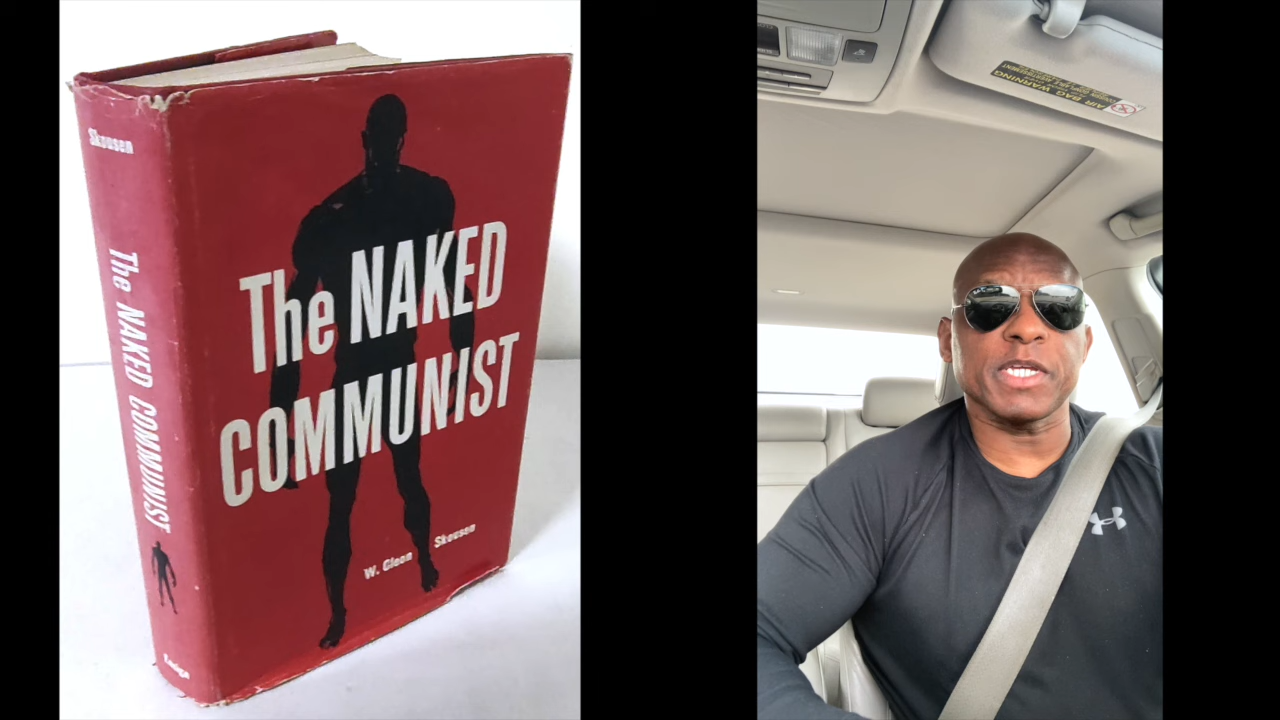 Skousen
The NAKED COMMUNIST
The NAKED
COMMUNIST
W. Cleon Skousen
AIR BAG WARNING